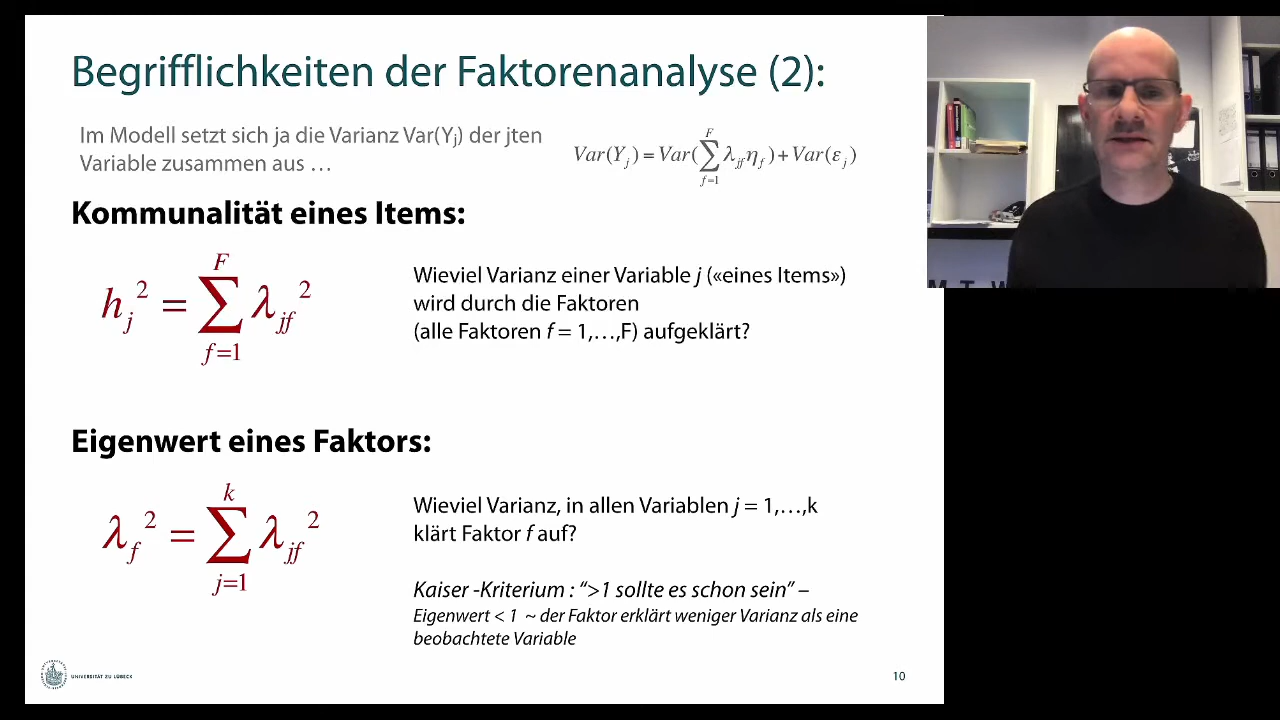 Begrifflichkeiten der Faktorenanalyse (2):
Im Modell setzt sich ja die Varianz Var(Yj) der jten
Variable zusammen aus …
Var(Yj) = Var(∑_{f=1}^{F} λjf ηf) + Var(εj)
Kommunalität eines Items:
hj² = ∑_{f=1}^{F} λjf²
Wieviel Varianz einer Variable j («eines Items»)
wird durch die Faktoren
(alle Faktoren f = 1,…,F) aufgeklärt?
Eigenwert eines Faktors:
λf² = ∑_{j=1}^{k} λjf²
Wieviel Varianz, in allen Variablen j = 1,…,k
klärt Faktor f auf?
Kaiser -Kriterium : “>1 sollte es schon sein” –
Eigenwert < 1 ~ der Faktor erklärt weniger Varianz als eine
beobachtete Variable
UNIVERSITÄT ZU LÜBECK
10